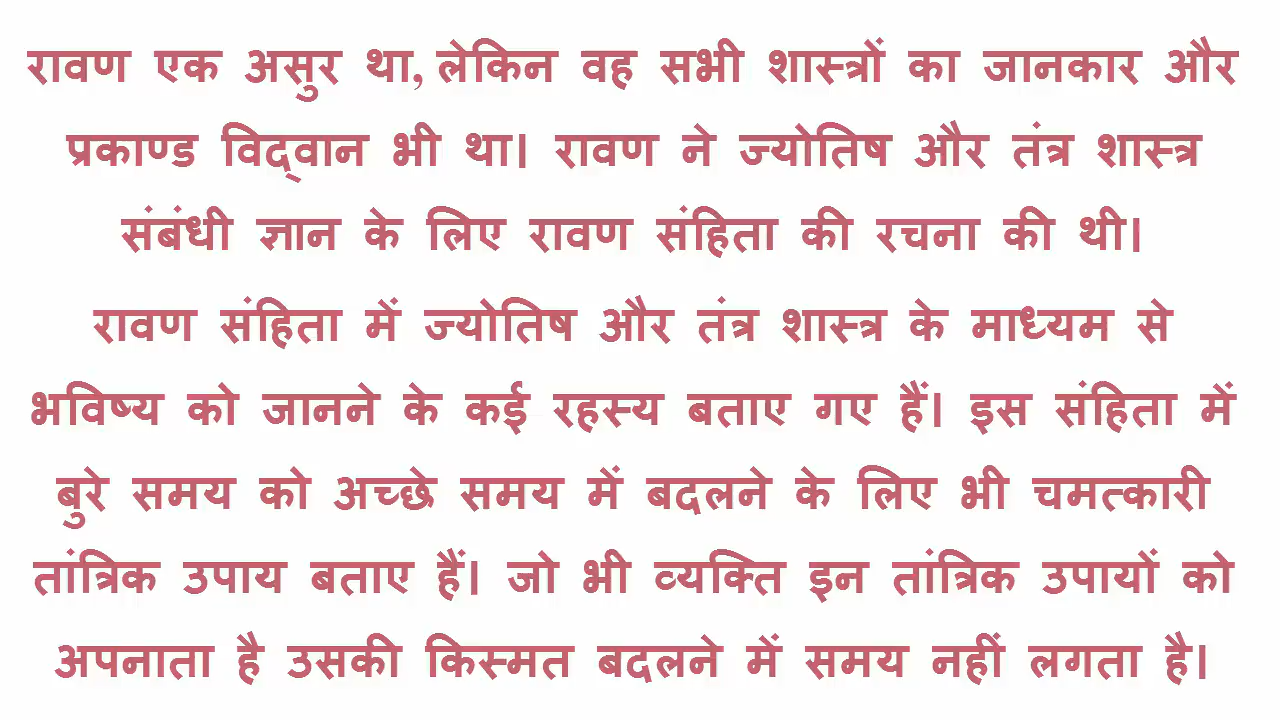 रावण एक असुर था, लेकिन वह सभी शास्त्रों का जानकार और
प्रकाण्ड विद्वान भी था। रावण ने ज्योतिष और तंत्र शास्त्र
संबंधी ज्ञान के लिए रावण संहिता की रचना की थी।
रावण संहिता में ज्योतिष और तंत्र शास्त्र के माध्यम से
भविष्य को जानने के कई रहस्य बताए गए हैं। इस संहिता में
बुरे समय को अच्छे समय में बदलने के लिए भी चमत्कारी
तांत्रिक उपाय बताए हैं। जो भी व्यक्ति इन तांत्रिक उपायों को
अपनाता है उसकी किस्मत बदलने में समय नहीं लगता है।